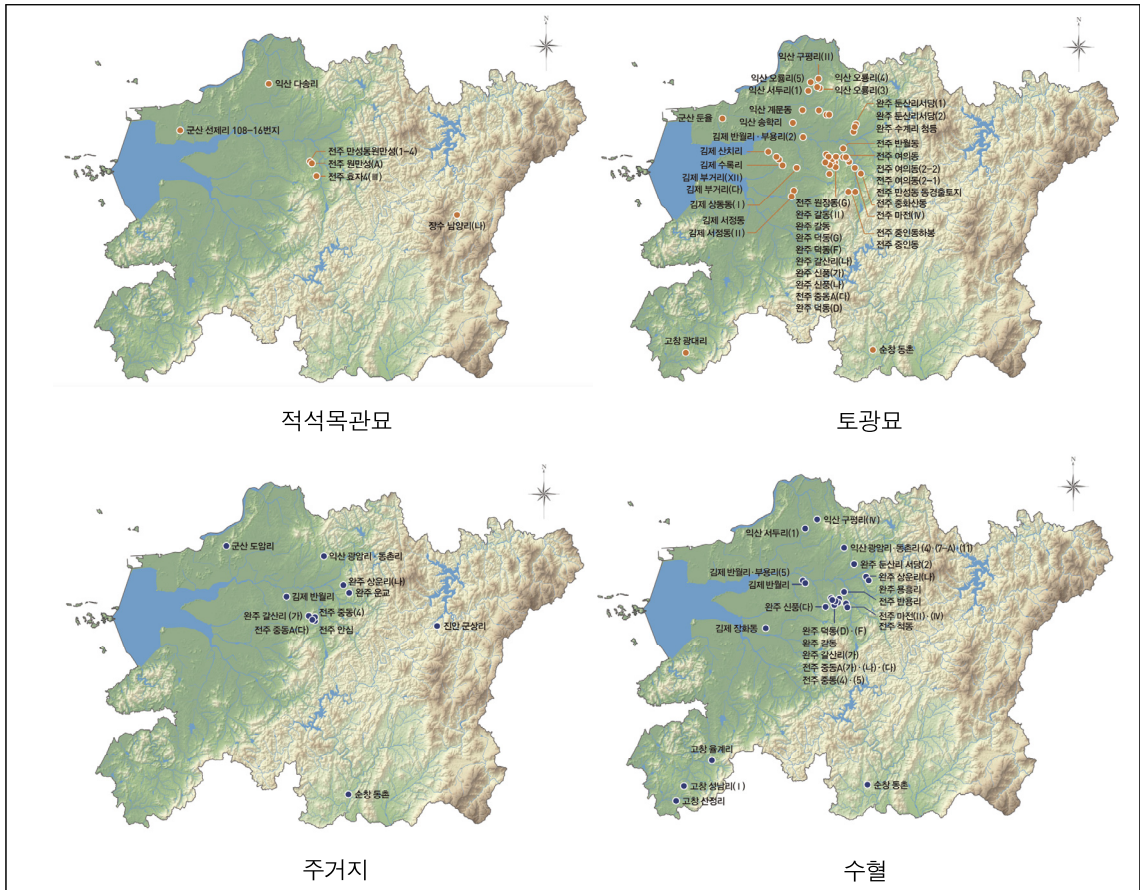 N
익산 다송리
군산 선제리 108-16번지
전주 만성동원만성(1-4)
전주 원만성(A)
전주 효자4(Ⅲ)
장수 남양리(나)
적석목관묘
N
익산 구평리(II)
익산 오룡리(5)
익산 오룡리(4)
익산 서두리(1)
익산 오룡리(3)
익산 계문동
군산 둔율
익산 송학리
김제 반월리·부용리(2)
김제 산치리
김제 수록리
김제 부거리(XII)
김제 부거리(다)
김제 상동동(Ⅰ)
김제 서정동
김제 서정동(II)
완주 둔산리서당(1)
완주 둔산리서당(2)
완주 수계리 청등
전주 반월동
전주 여의동
전주 여의동(2-2)
전주 여의동(2-1)
전주 만성동 동경출토지
전주 중화산동
전주 마전(Ⅳ)
전주 중인동하봉
전주 중인동
전주 원장동(G)
완주 갈동(II)
완주 갈동
완주 덕동(G)
완주 덕동(F)
완주 갈산리(나)
완주 신풍(가)
완주 신풍(나)
전주 중동A(다)
완주 덕동(D)
고창 광대리
순창 동촌
토광묘
N
군산 도암리
익산 광암리·동촌리
완주 상운리(나)
완주 운교
김제 반월리
완주 갈산리 (가)
전주 중동(4)
전주 중동A(다)
전주 안심
진안 군상리
순창 동촌
주거지
N
익산 구평리(Ⅳ)
익산 서두리(1)
익산 광암리·동촌리 (4)·(7-A)·(11)
완주 둔산리 서당(2)
김제 반월리·부용리(5)
완주 상운리(나)
김제 반월리
완주 용흥리
전주 반용리
완주 신풍(다)
전주 마전(II)·(Ⅳ)
전주 척동
김제 장화동
완주 덕동(D)·(F)
완주 갈동
완주 갈산리(가)
전주 중동A(가)·(나)·(다)
전주 중동(4)·(5)
고창 율계리
고창 성남리(Ⅰ)
고창 산정리
순창 동촌
수혈